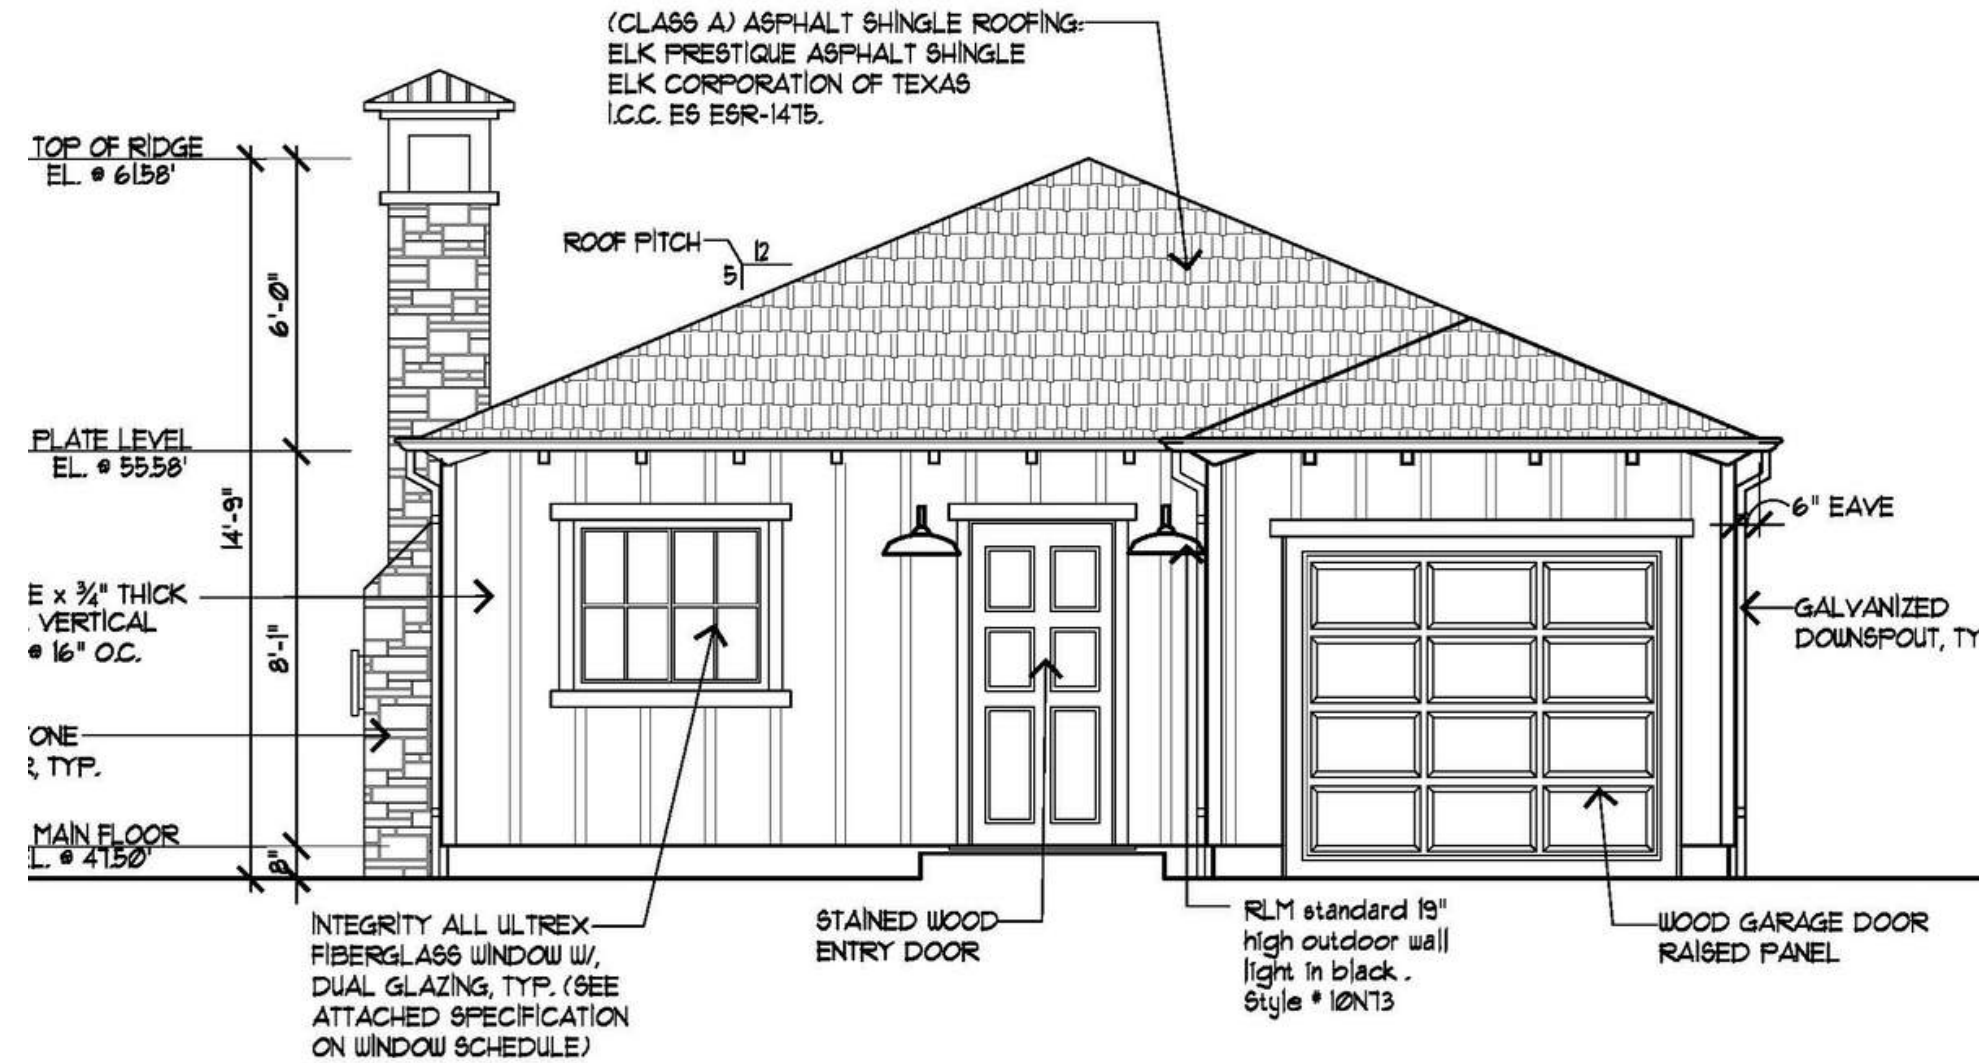 (CLASS A) ASPHALT SHINGLE ROOFING:
ELK PRESTIQUE ASPHALT SHINGLE
ELK CORPORATION OF TEXAS
I.C.C. ES ESR-1475.
TOP OF RIDGE
EL. @ 61.58'
ROOF PITCH
12
5
6'-0"
PLATE LEVEL
EL. @ 55.58'
14'-9"
6" EAVE
E x 3/4" THICK
VERTICAL
@ 16" O.C.
8'-1"
GALVANIZED
DOWNSPOUT, TY
ONE
R, TYP.
MAIN FLOOR
EL. @ 47.50'
8"
INTEGRITY ALL ULTREX
FIBERGLASS WINDOW W/,
DUAL GLAZING, TYP. (SEE
ATTACHED SPECIFICATION
ON WINDOW SCHEDULE)
STAINED WOOD
ENTRY DOOR
RLM standard 19"
high outdoor wall
light in black .
Style # 10N73
WOOD GARAGE DOOR
RAISED PANEL